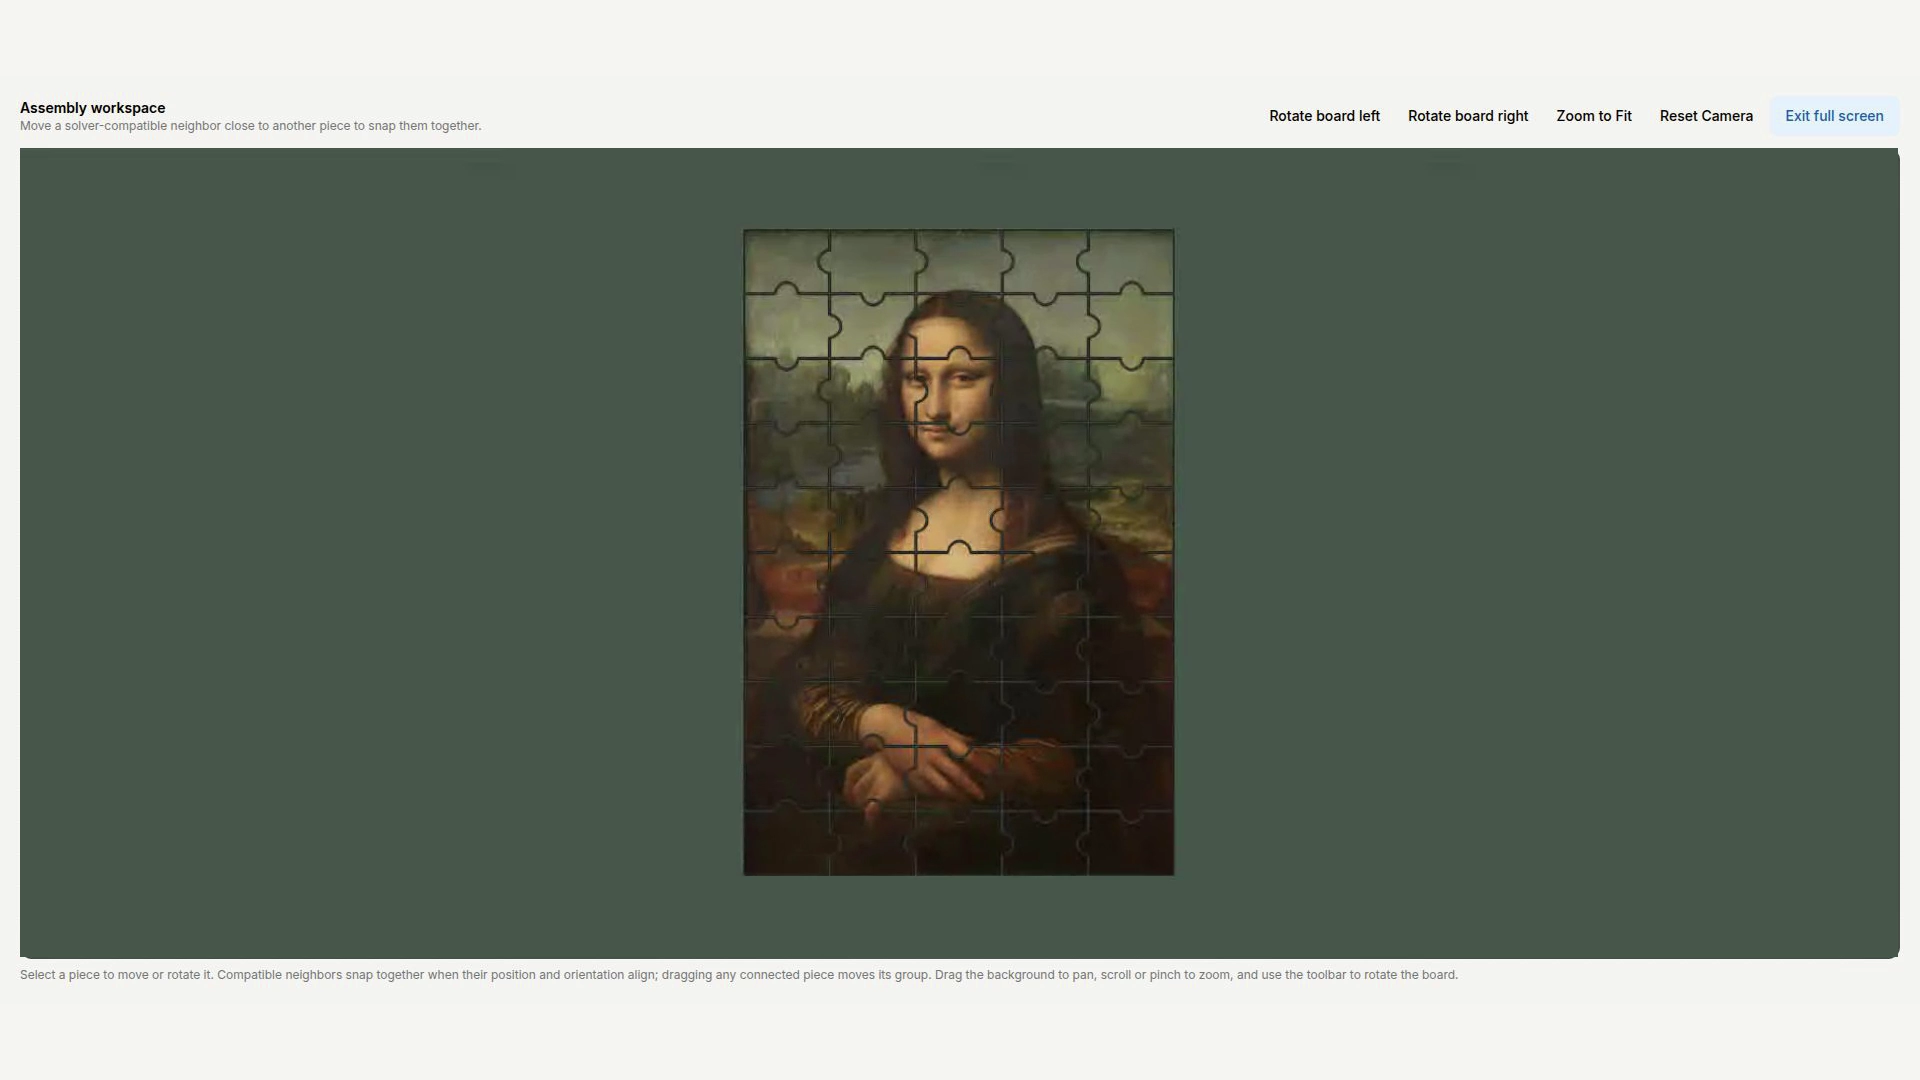 Assembly workspace
Move a solver-compatible neighbor close to another piece to snap them together.
Rotate board left Rotate board right Zoom to Fit Reset Camera Exit full screen
Select a piece to move or rotate it. Compatible neighbors snap together when their position and orientation align; dragging any connected piece moves its group. Drag the background to pan, scroll or pinch to zoom, and use the toolbar to rotate the board.